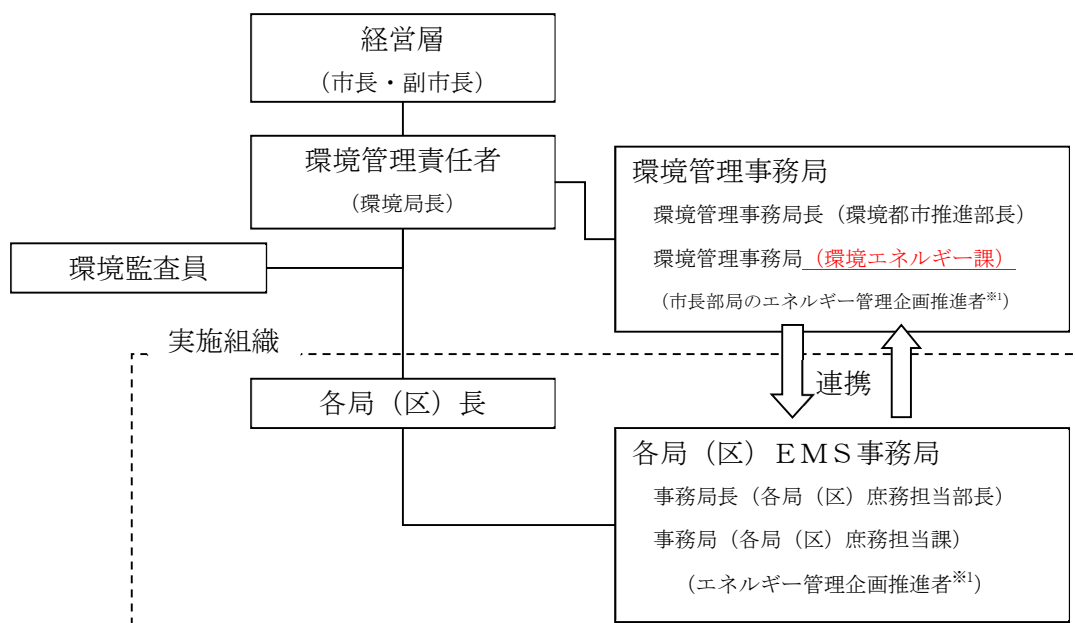 経営層
（市長・副市長）
環境管理責任者
（環境局長）
環境管理事務局
環境管理事務局長（環境都市推進部長）
環境管理事務局（環境エネルギー課）
（市長部局のエネルギー管理企画推進者※1）
環境監査員
実施組織
連携
各局（区）長
各局（区）ＥＭＳ事務局
事務局長（各局（区）庶務担当部長）
事務局（各局（区）庶務担当課）
（エネルギー管理企画推進者※1）